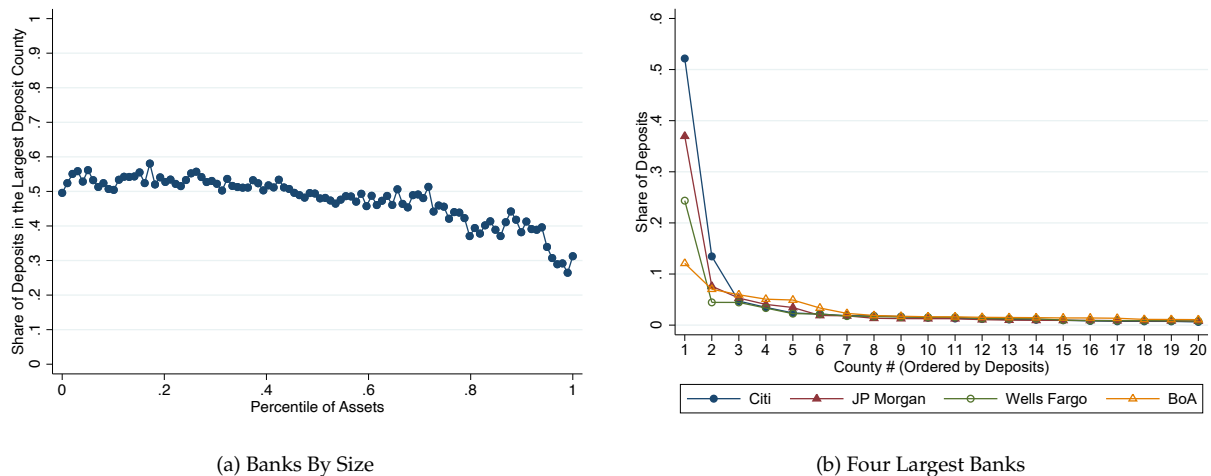 Share of Deposits in the Largest Deposit County
1
.9
.8
.7
.6
.5
.4
.3
.2
.1
0
0 .2 .4 .6 .8 1
Percentile of Assets
(a) Banks By Size
Share of Deposits
.6
.5
.4
.3
.2
.1
0
1 2 3 4 5 6 7 8 9 10 11 12 13 14 15 16 17 18 19 20
County # (Ordered by Deposits)
Citi JP Morgan Wells Fargo BoA
(b) Four Largest Banks